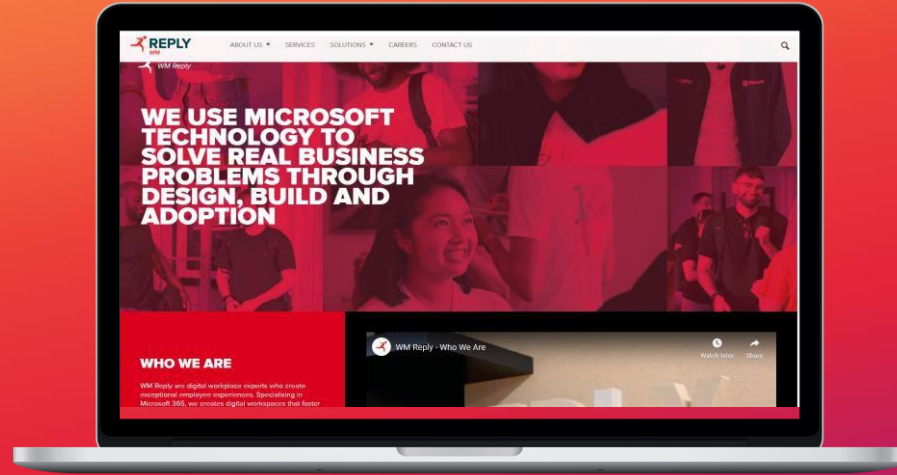 REPLY
WM
ABOUT US ▼ SERVICES SOLUTIONS ▼ CAREERS CONTACT US
WM Reply
WE USE MICROSOFT
TECHNOLOGY TO
SOLVE REAL BUSINESS
PROBLEMS THROUGH
DESIGN, BUILD AND
ADOPTION
WM Reply - Who We Are
Watch later Share
WHO WE ARE
WM Reply are digital workplace experts who create
exceptional employee experiences. Specialising in
Microsoft 365, we creates digital workspaces that foster